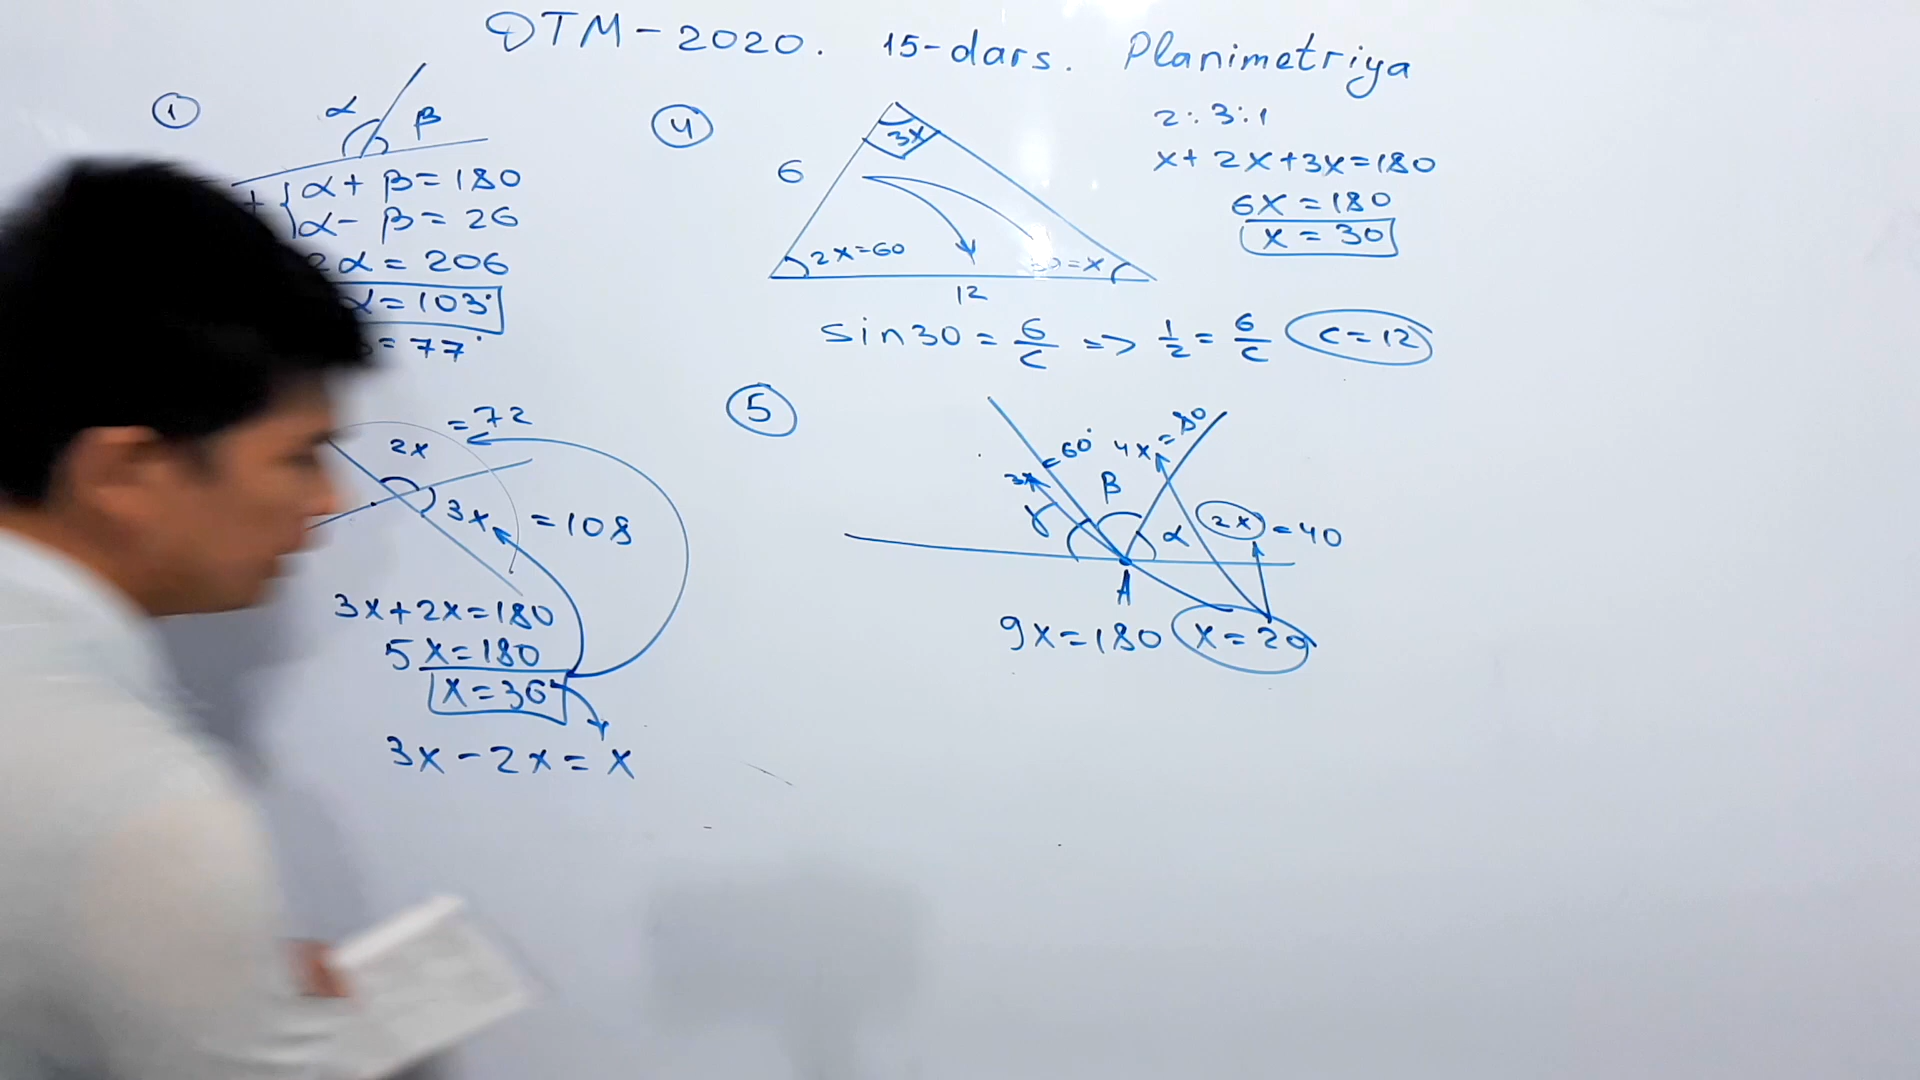 DTM-2020. 15-dars. Planimetriya
1
α β
+ { α + β = 180
α - β = 26
2α = 206
α = 103°
= 77°
2x = 72
3x = 108
3x + 2x = 180
5x = 180
x = 36°
3x - 2x = x
4
3x
6
2x = 60
= x
12
2:3:1
x + 2x + 3x = 180
6x = 180
x = 30
sin30 = 6/c => 1/2 = 6/c c = 12
5
3x = 60° 4x = 80
γ β α 2x = 40
A
9x = 180 x = 20